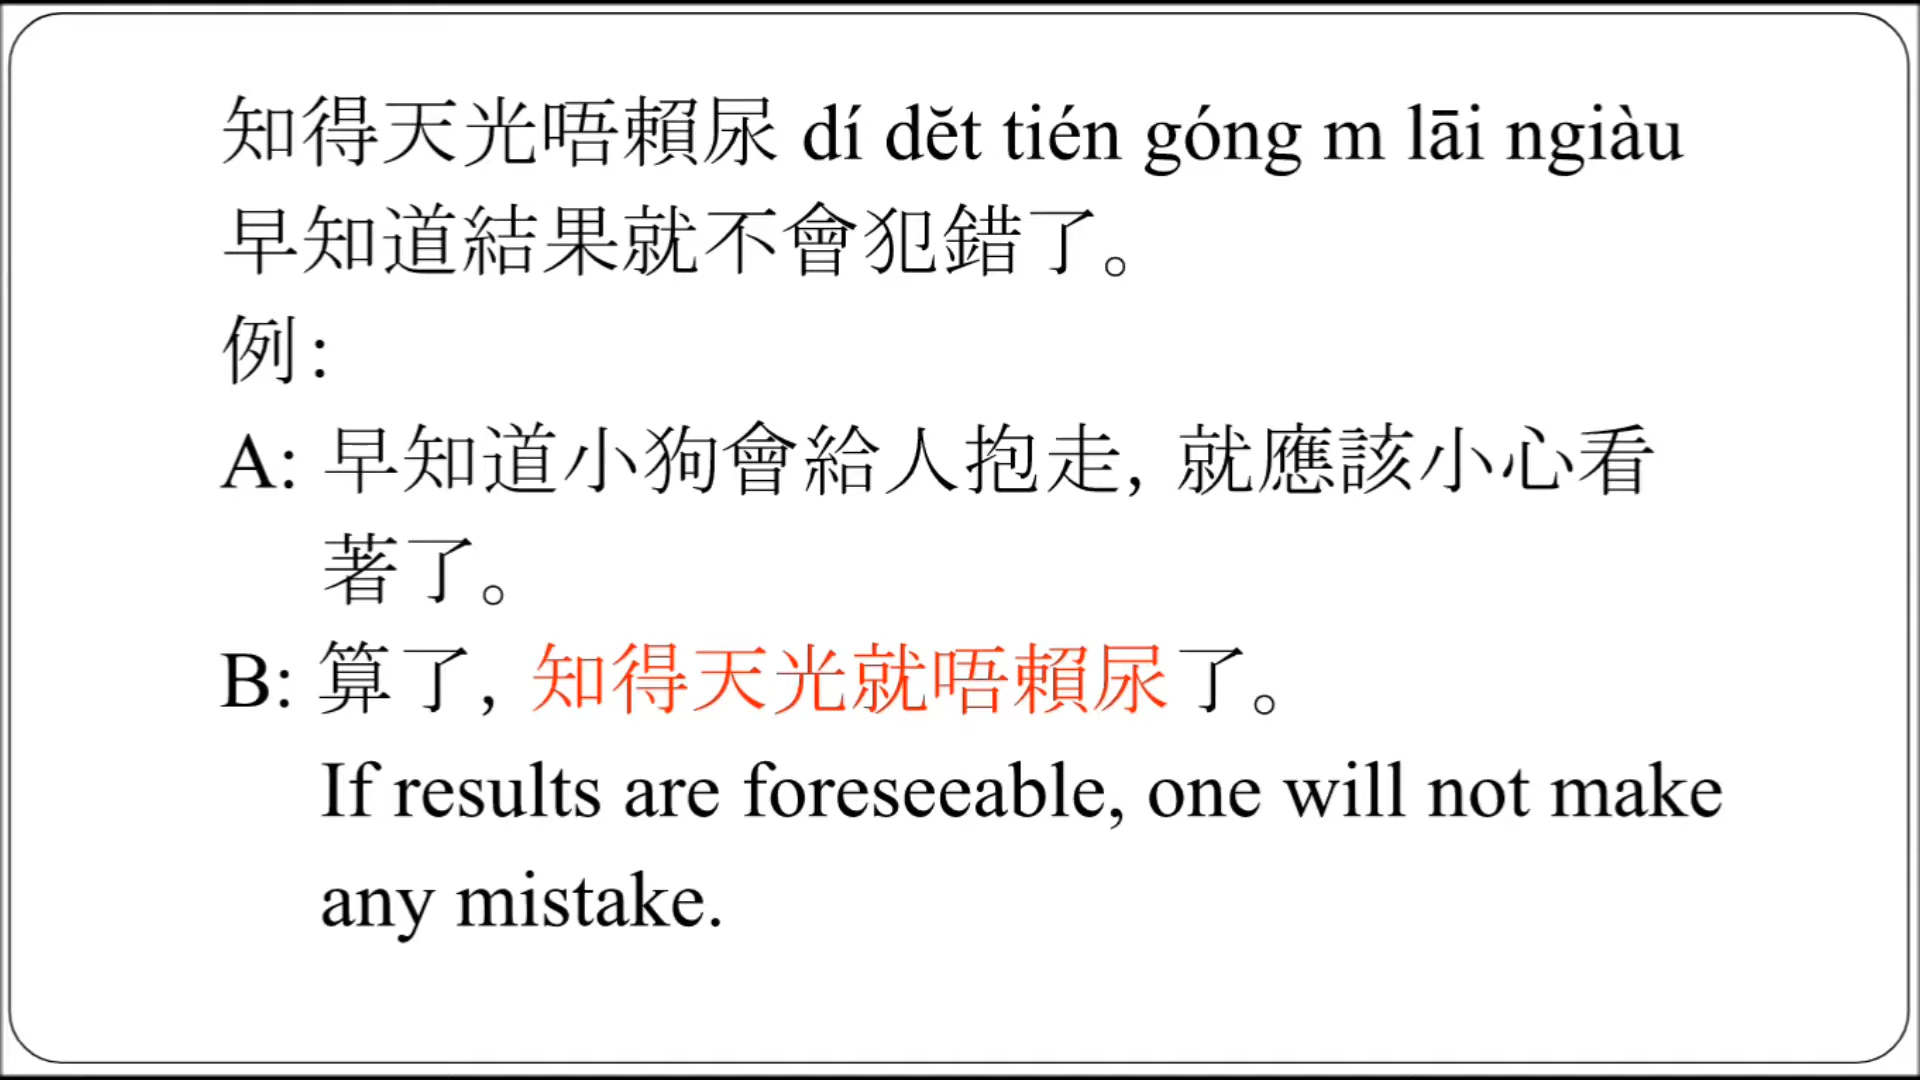 知得天光唔賴尿 dí dĕt tién góng m lāi ngiàu
早知道結果就不會犯錯了。
例:
A: 早知道小狗會給人抱走, 就應該小心看
著了。
B: 算了, 知得天光就唔賴尿了。
If results are foreseeable, one will not make
any mistake.